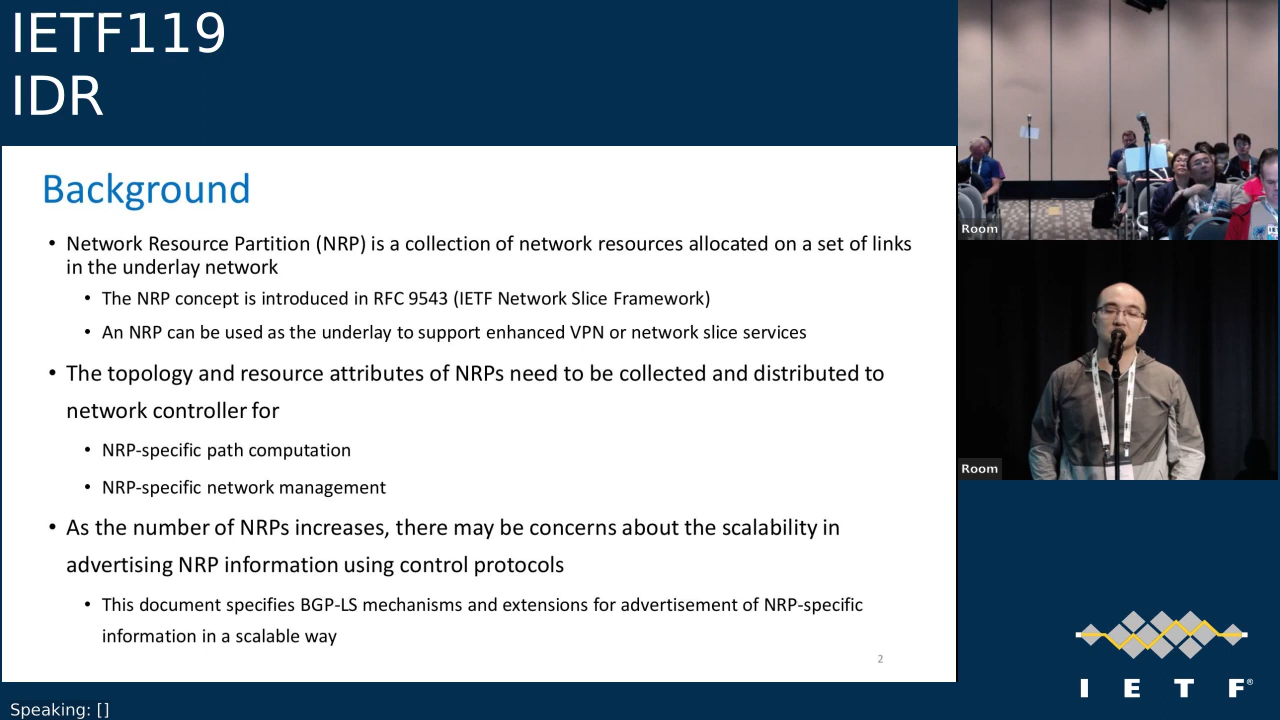 IETF119
IDR
Background
• Network Resource Partition (NRP) is a collection of network resources allocated on a set of links
in the underlay network
• The NRP concept is introduced in RFC 9543 (IETF Network Slice Framework)
• An NRP can be used as the underlay to support enhanced VPN or network slice services
• The topology and resource attributes of NRPs need to be collected and distributed to
network controller for
• NRP-specific path computation
• NRP-specific network management
• As the number of NRPs increases, there may be concerns about the scalability in
advertising NRP information using control protocols
• This document specifies BGP-LS mechanisms and extensions for advertisement of NRP-specific
information in a scalable way
2
Room
Room
I E T F®
Speaking: []